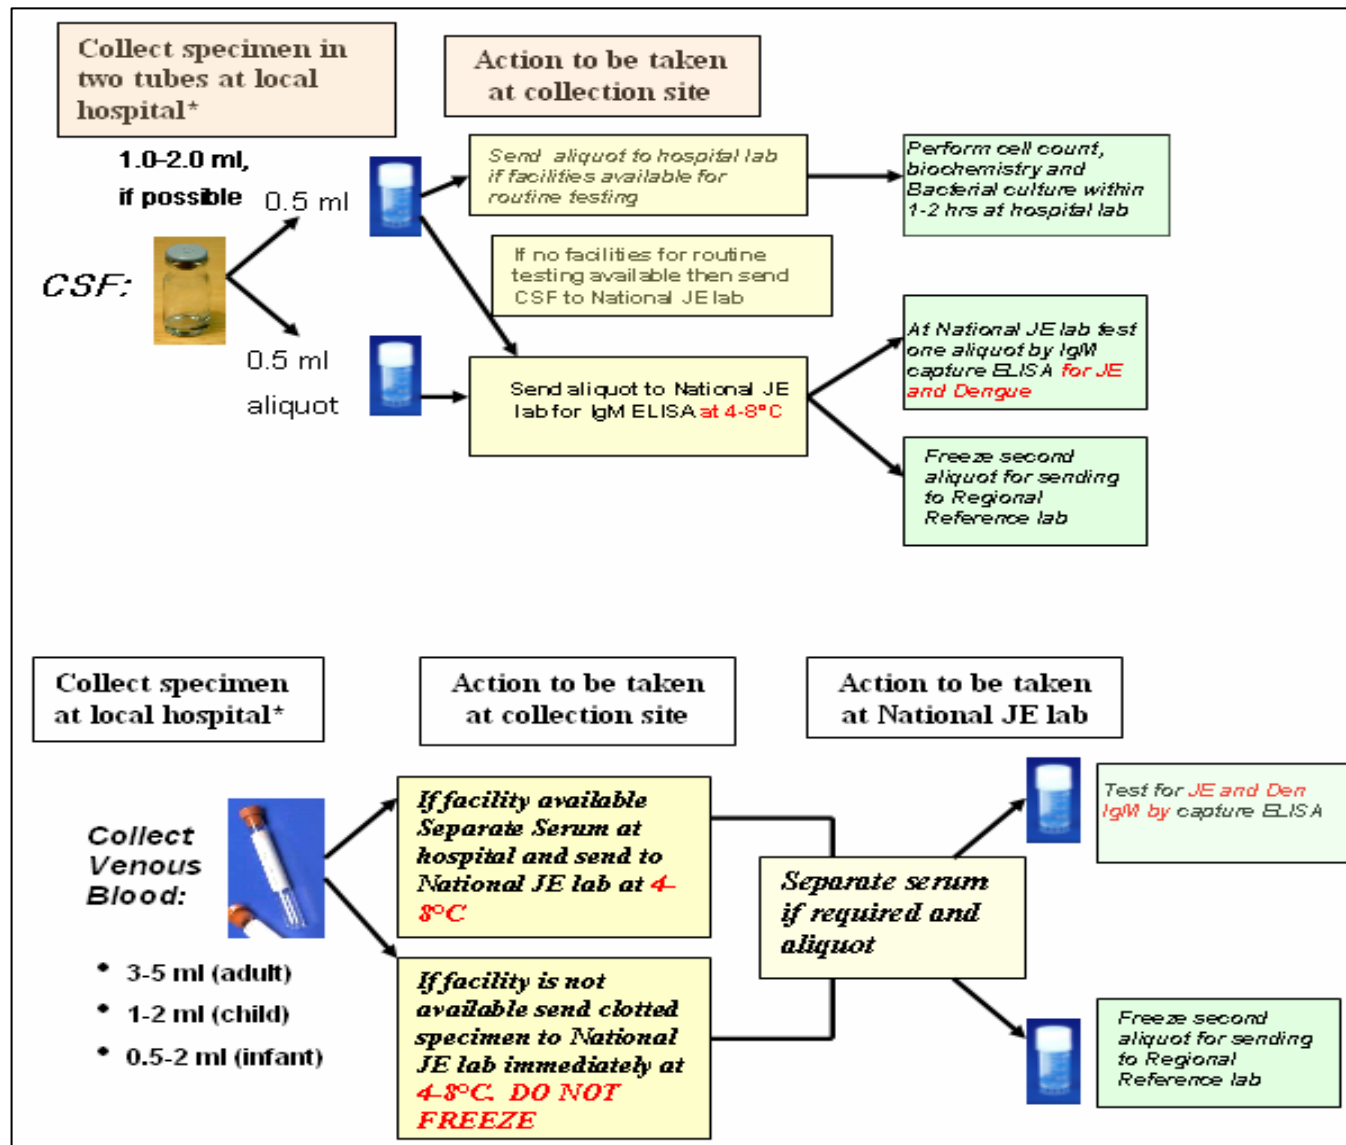 Collect specimen in
two tubes at local
hospital*
Action to be taken
at collection site
1.0-2.0 ml,
if possible
0.5 ml
CSF:
0.5 ml
aliquot
Send aliquot to hospital lab
if facilities available for
routine testing
Perform cell count,
biochemistry and
Bacterial culture within
1-2 hrs at hospital lab
If no facilities for routine
testing available then send
CSF to National JE lab
Send aliquot to National JE
lab for IgM ELISA at 4-8°C
At National JE lab test
one aliquot by IgM
capture ELISA for JE
and Dengue
Freeze second
aliquot for sending
to Regional
Reference lab
Collect specimen
at local hospital*
Action to be taken
at collection site
Action to be taken
at National JE lab
Collect
Venous
Blood:
• 3-5 ml (adult)
• 1-2 ml (child)
• 0.5-2 ml (infant)
If facility available
Separate Serum at
hospital and send to
National JE lab at 4-
8°C
If facility is not
available send clotted
specimen to National
JE lab immediately at
4-8°C. DO NOT
FREEZE
Separate serum
if required and
aliquot
Test for JE and Den
IgM by capture ELISA
Freeze second
aliquot for sending
to Regional
Reference lab